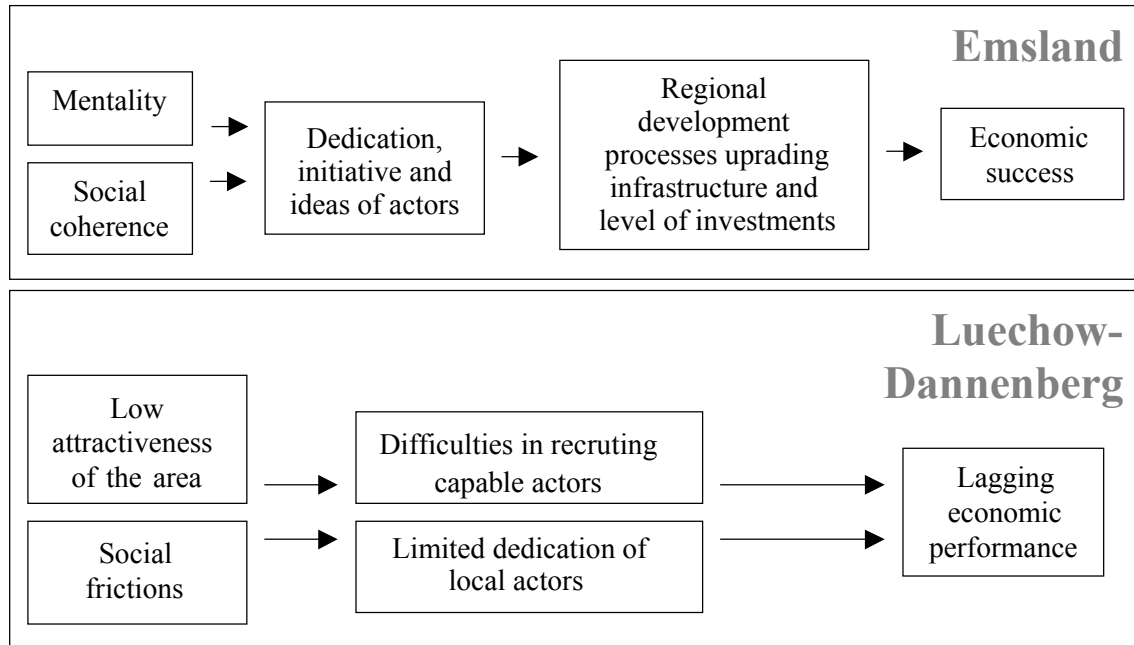 Emsland
Mentality
Social
coherence
Dedication,
initiative and
ideas of actors
Regional
development
processes uprading
infrastructure and
level of investments
Economic
success
Luechow-
Dannenberg
Low
attractiveness
of the area
Social
frictions
Difficulties in recruting
capable actors
Limited dedication of
local actors
Lagging
economic
performance